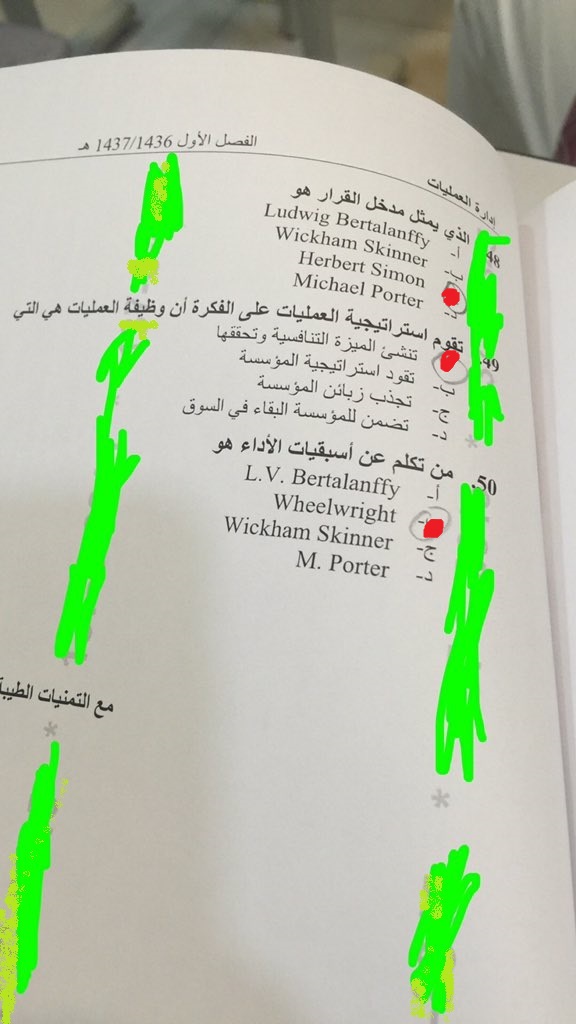 الفصل الأول 1437/1436 هـ
إدارة العمليات
48. الذي يمثل مدخل القرار هو
أ- Ludwig Bertalanffy
ب- Wickham Skinner
Herbert Simon
د- Michael Porter
49. تقوم استراتيجية العمليات على الفكرة أن وظيفة العمليات هي التي
تنشئ الميزة التنافسية وتحققها
ب- تقود استراتيجية المؤسسة
ج- تجذب زبائن المؤسسة
د- تضمن للمؤسسة البقاء في السوق
50. من تكلم عن أسبقيات الأداء هو
أ- L.V. Bertalanffy
Wheelwright
ج- Wickham Skinner
د- M. Porter
مع التمنيات الطيبة